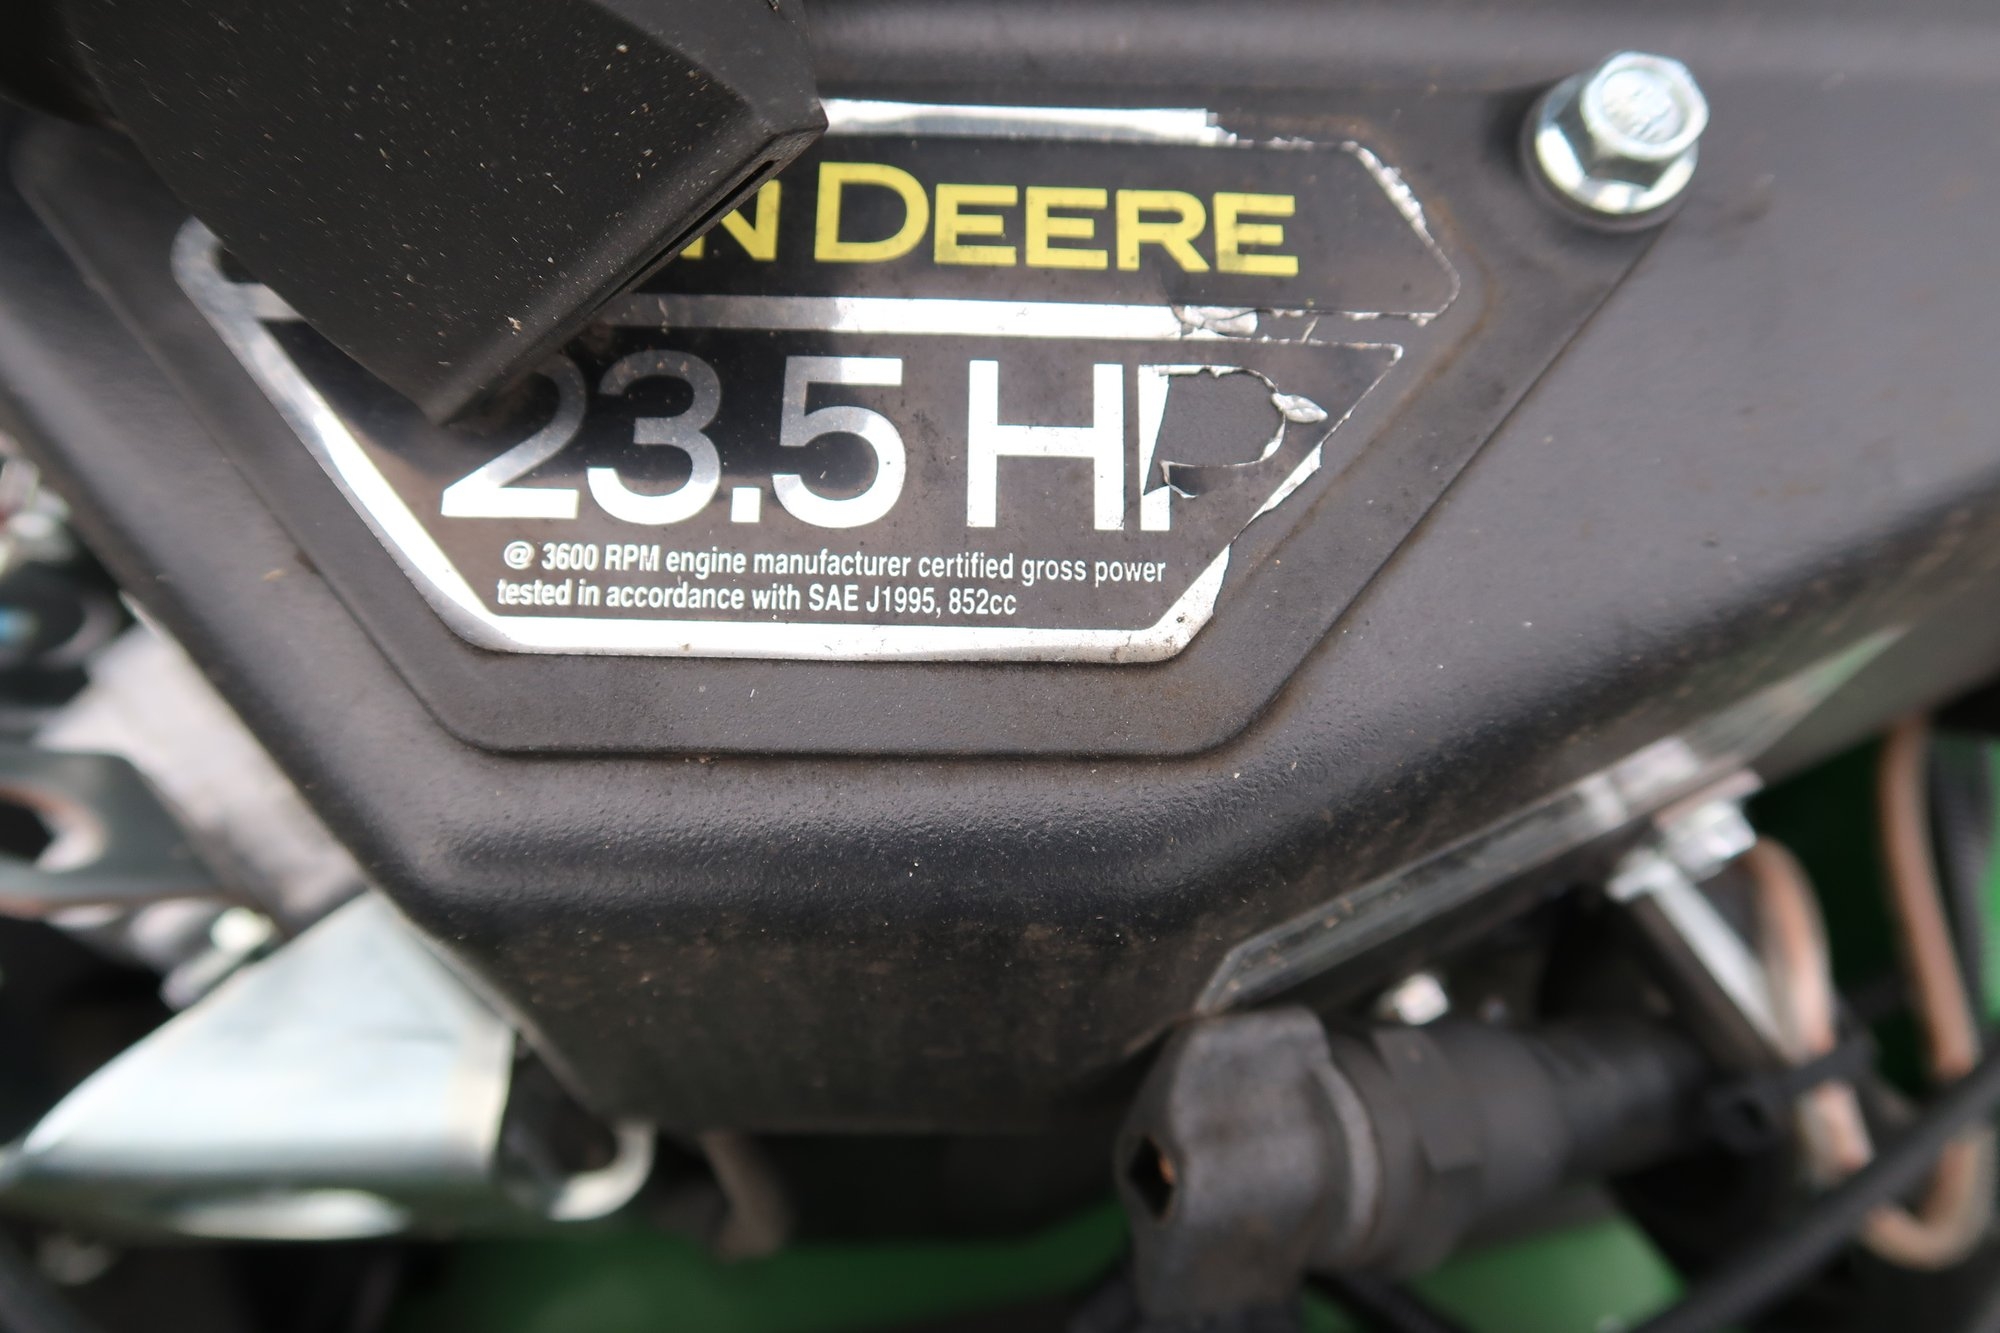 N DEERE
23.5 HP
@ 3600 RPM engine manufacturer certified gross power
tested in accordance with SAE J1995, 852cc